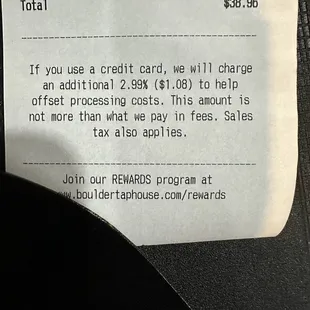 Total $38.96
If you use a credit card, we will charge
an additional 2.99% ($1.08) to help
offset processing costs. This amount is
not more than what we pay in fees. Sales
tax also applies.
Join our REWARDS program at
www.bouldertaphouse.com/rewards